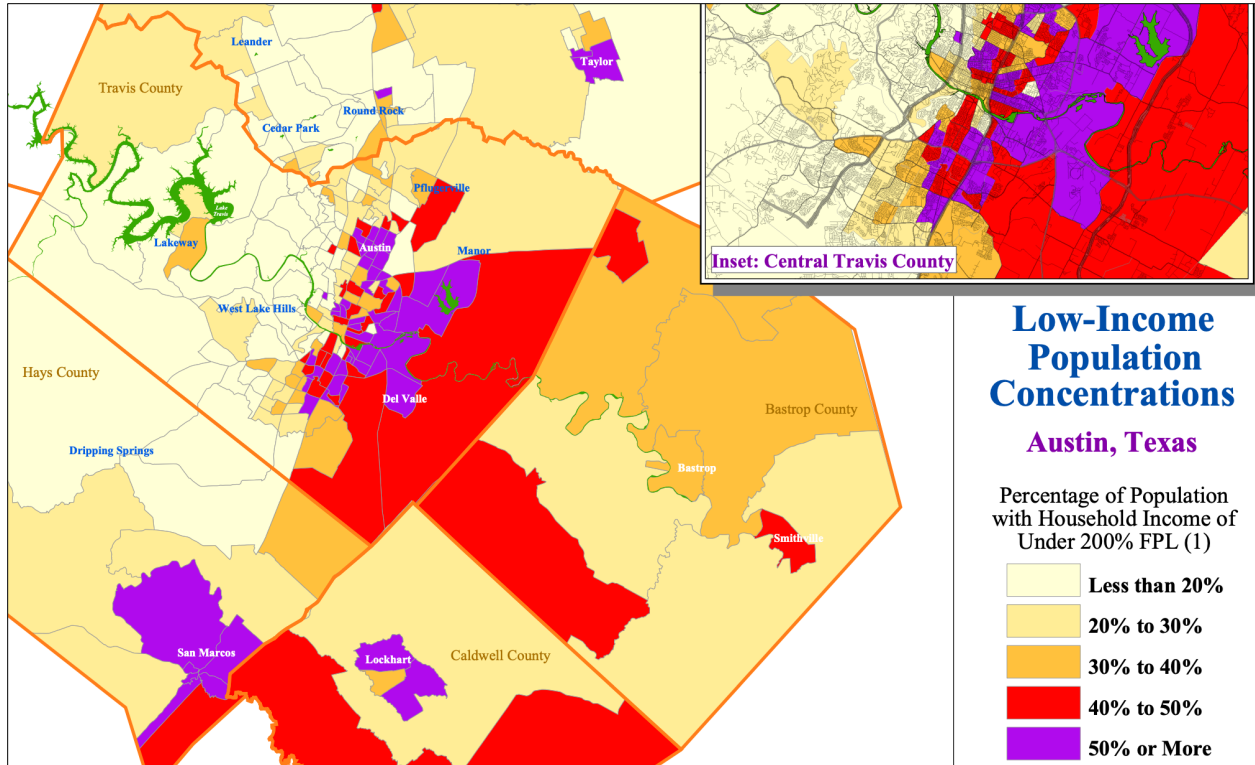 Leander
Taylor
Travis County
Round Rock
Cedar Park
Pflugerville
Lake
Travis
Lakeway
Austin
Manor
Inset: Central Travis County
West Lake Hills
Hays County
Del Valle
Bastrop County
Dripping Springs
Bastrop
Smithville
San Marcos
Lockhart
Caldwell County
Low-Income
Population
Concentrations
Austin, Texas
Percentage of Population
with Household Income of
Under 200% FPL (1)
Less than 20%
20% to 30%
30% to 40%
40% to 50%
50% or More